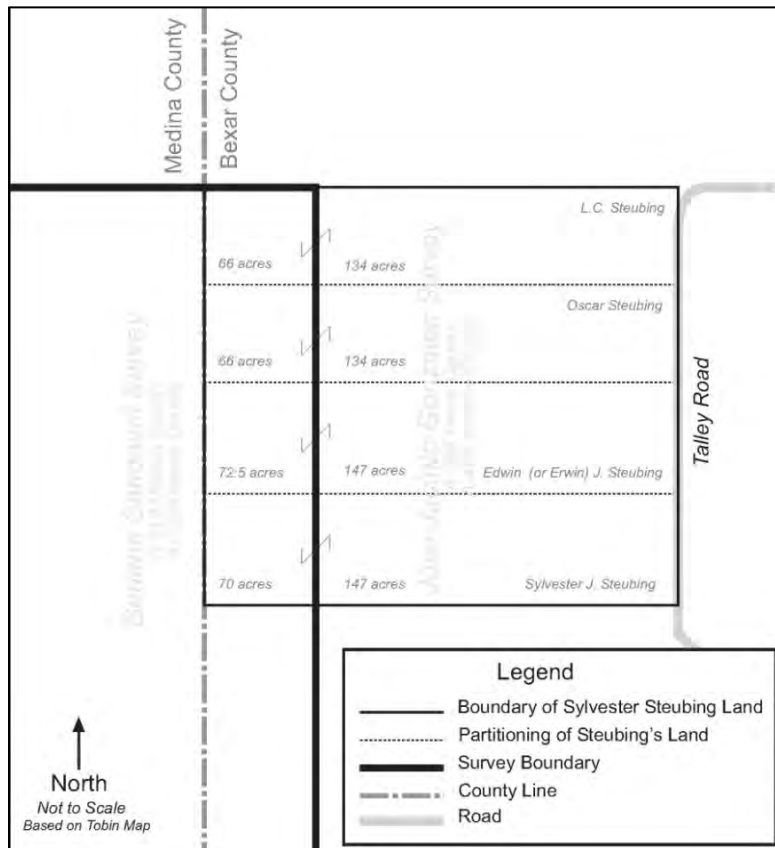 Medina County
Bexar County
L.C. Steubing
66 acres
134 acres
Oscar Steubing
66 acres
134 acres
72.5 acres
147 acres
Edwin (or Erwin) J. Steubing
70 acres
147 acres
Sylvester J. Steubing
Survey
Survey
Talley Road
North
Not to Scale
Based on Tobin Map
Legend
Boundary of Sylvester Steubing Land
Partitioning of Steubing's Land
Survey Boundary
County Line
Road